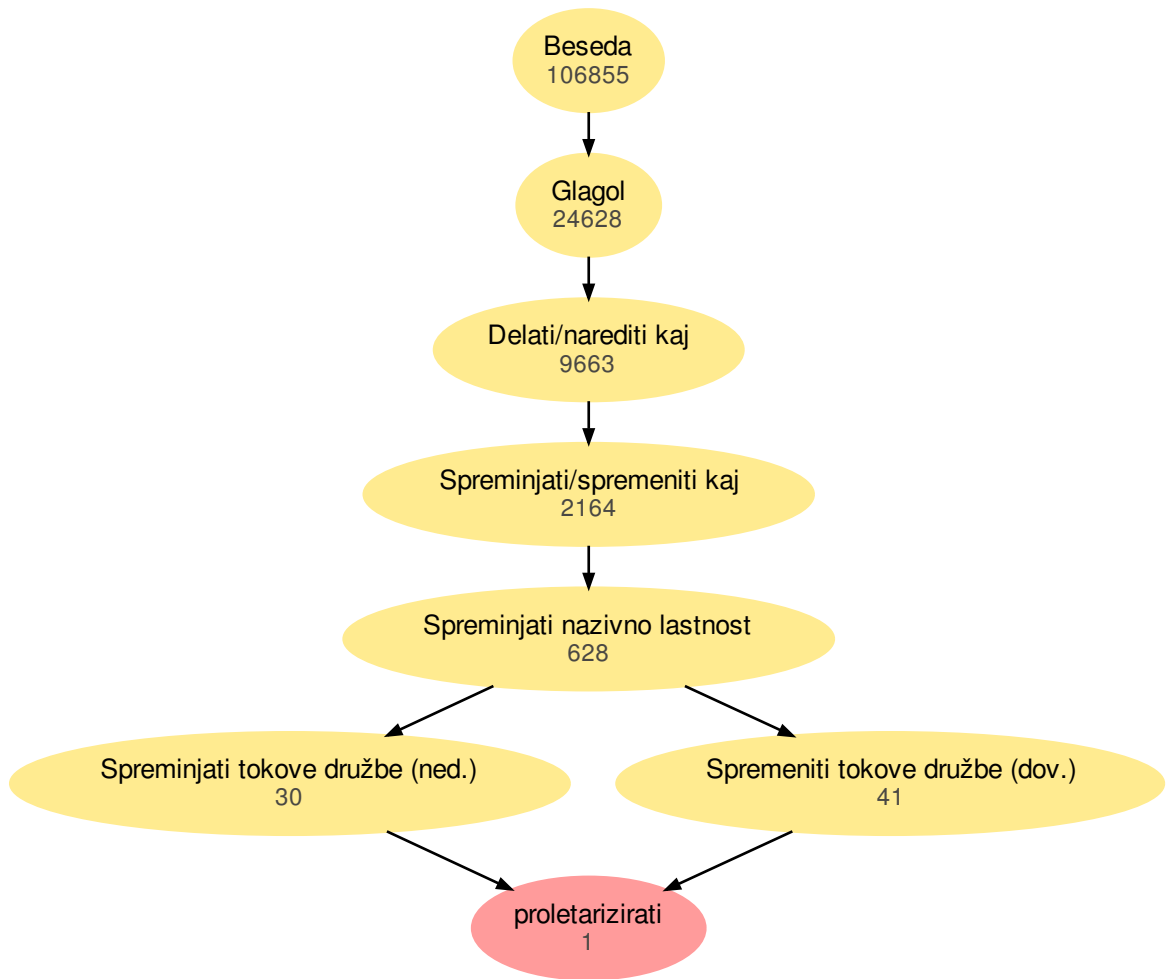 Beseda
106855
Glagol
24628
Delati/narediti kaj
9663
Spreminjati/spremeniti kaj
2164
Spreminjati nazivno lastnost
628
Spreminjati tokove družbe (ned.)
30
Spremeniti tokove družbe (dov.)
41
proletarizirati
1